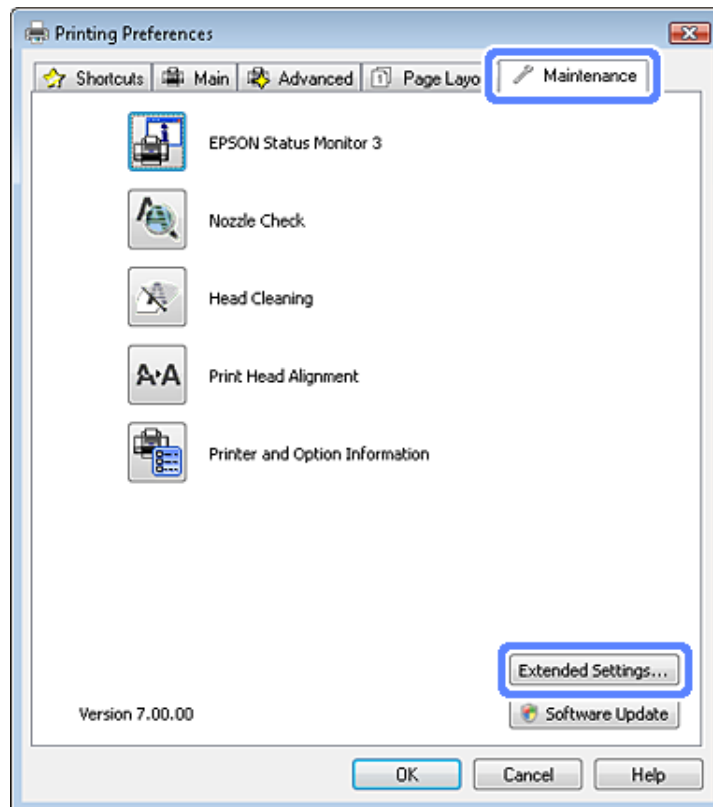 Printing Preferences
Shortcuts Main Advanced Page Layo Maintenance
EPSON Status Monitor 3
Nozzle Check
Head Cleaning
A A Print Head Alignment
Printer and Option Information
Extended Settings...
Version 7.00.00 Software Update
OK Cancel Help